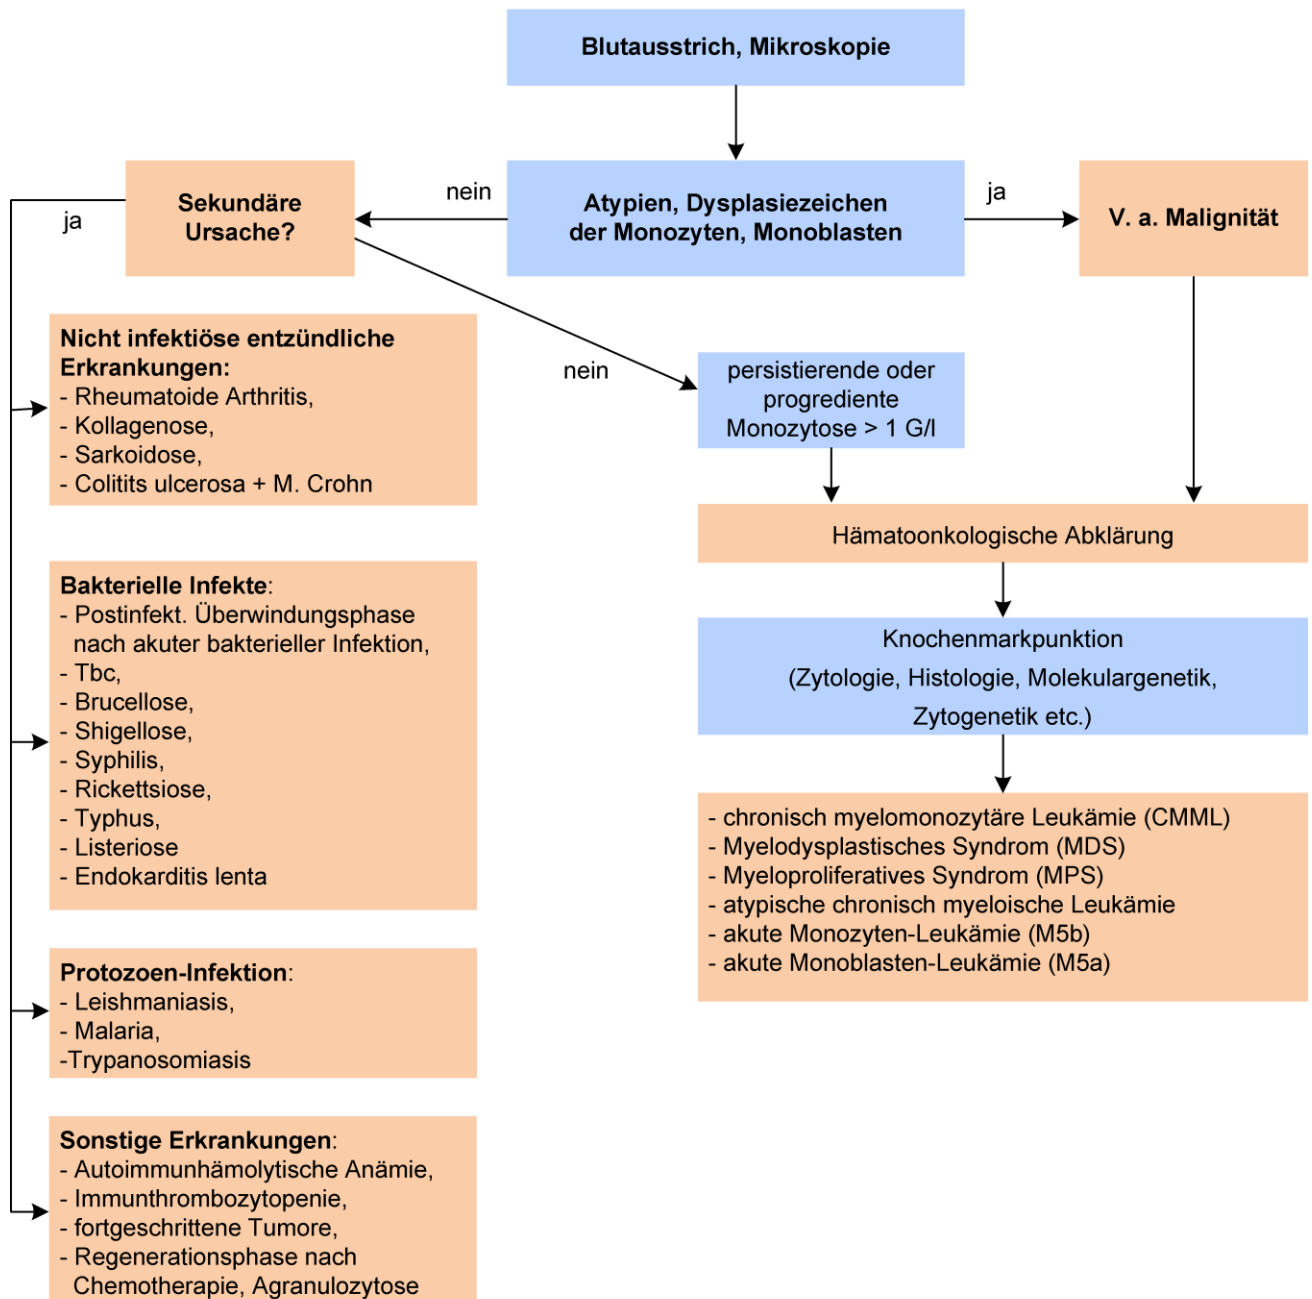 Blutausstrich, Mikroskopie
Atypien, Dysplasiezeichen
der Monozyten, Monoblasten
nein
ja
Sekundäre
Ursache?
ja
nein
V. a. Malignität
Nicht infektiöse entzündliche
Erkrankungen:
- Rheumatoide Arthritis,
- Kollagenose,
- Sarkoidose,
- Colitits ulcerosa + M. Crohn
Bakterielle Infekte:
- Postinfekt. Überwindungsphase
nach akuter bakterieller Infektion,
- Tbc,
- Brucellose,
- Shigellose,
- Syphilis,
- Rickettsiose,
- Typhus,
- Listeriose
- Endokarditis lenta
Protozoen-Infektion:
- Leishmaniasis,
- Malaria,
-Trypanosomiasis
Sonstige Erkrankungen:
- Autoimmunhämolytische Anämie,
- Immunthrombozytopenie,
- fortgeschrittene Tumore,
- Regenerationsphase nach
Chemotherapie, Agranulozytose
persistierende oder
progrediente
Monozytose > 1 G/l
Hämatoonkologische Abklärung
Knochenmarkpunktion
(Zytologie, Histologie, Molekulargenetik,
Zytogenetik etc.)
- chronisch myelomonozytäre Leukämie (CMML)
- Myelodysplastisches Syndrom (MDS)
- Myeloproliferatives Syndrom (MPS)
- atypische chronisch myeloische Leukämie
- akute Monozyten-Leukämie (M5b)
- akute Monoblasten-Leukämie (M5a)